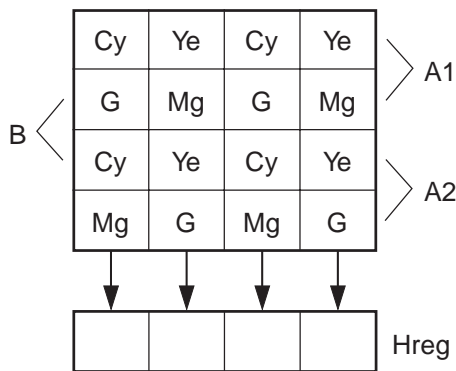 Cy Ye Cy Ye
A1
G Mg G Mg
B
Cy Ye Cy Ye
A2
Mg G Mg G
Hreg